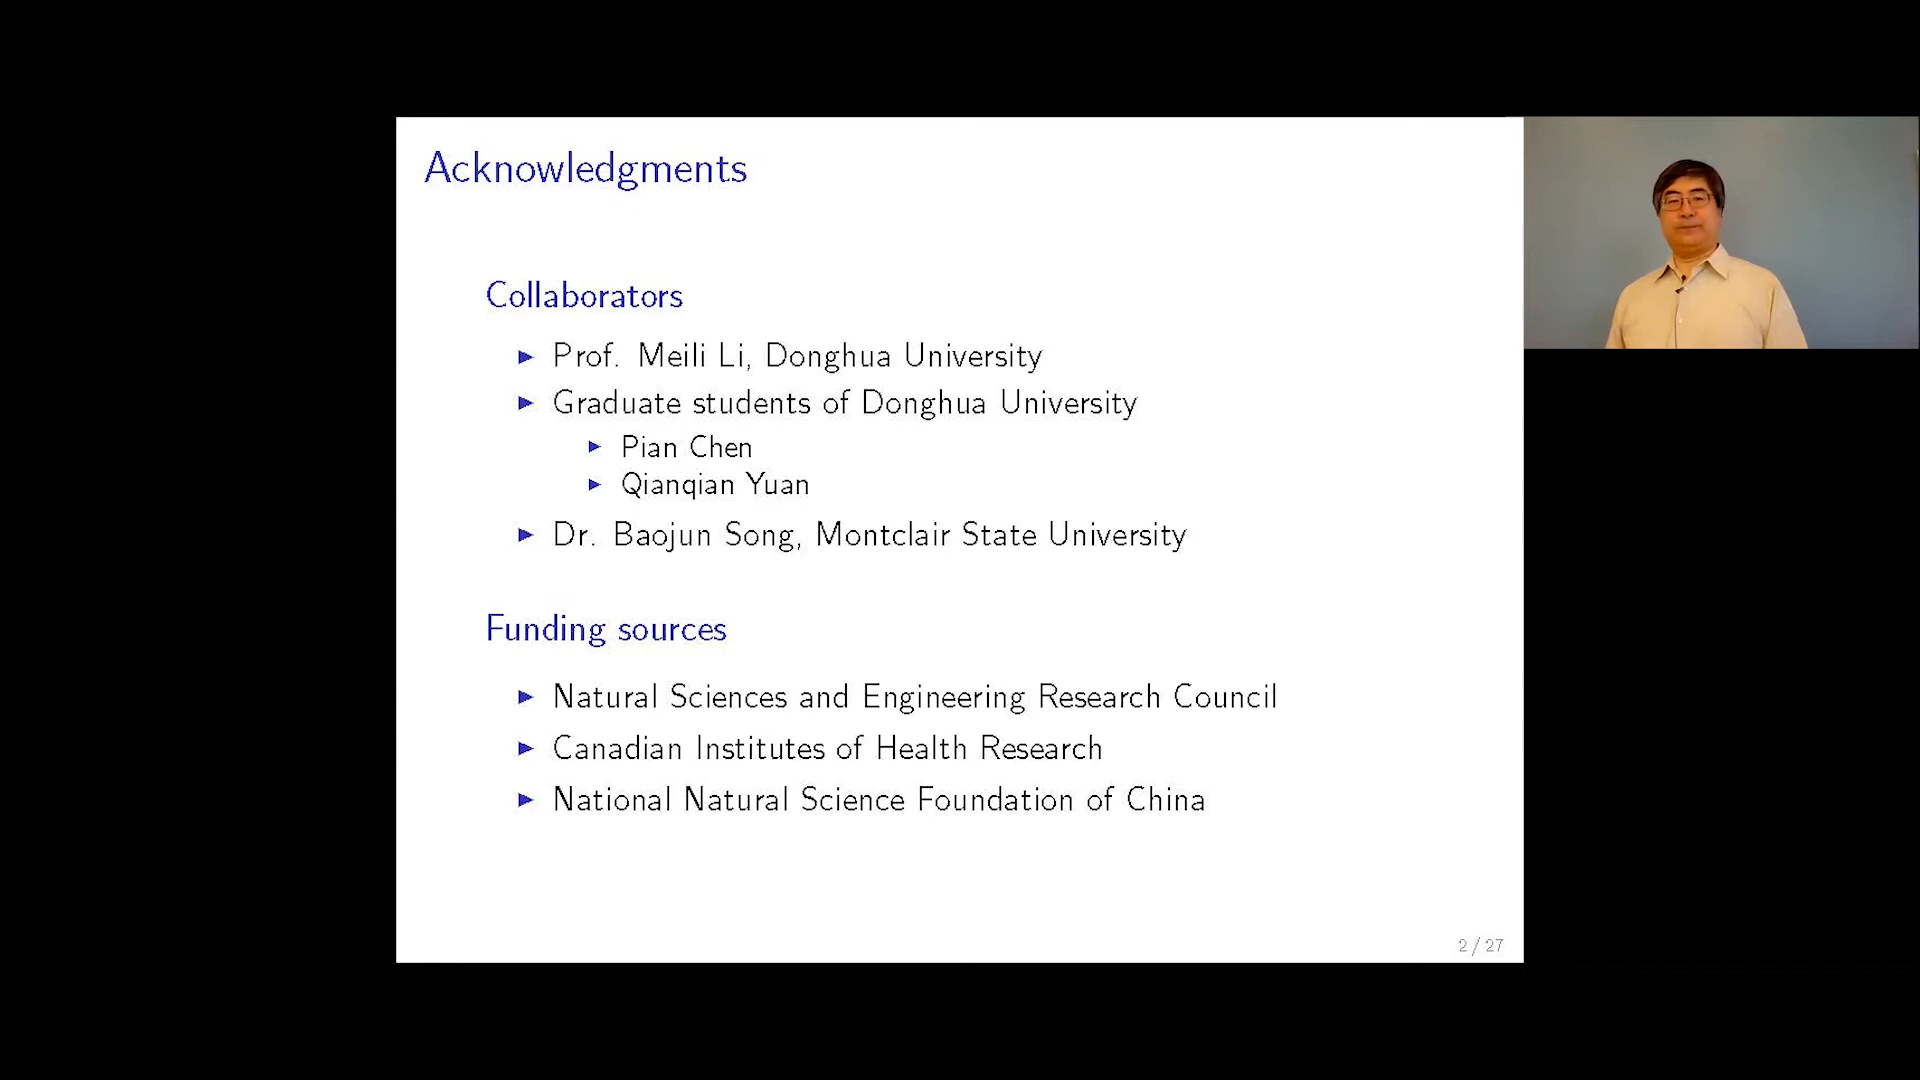 Acknowledgments
Collaborators
▶ Prof. Meili Li, Donghua University
▶ Graduate students of Donghua University
▶ Pian Chen
▶ Qianqian Yuan
▶ Dr. Baojun Song, Montclair State University
Funding sources
▶ Natural Sciences and Engineering Research Council
▶ Canadian Institutes of Health Research
▶ National Natural Science Foundation of China
2 / 27